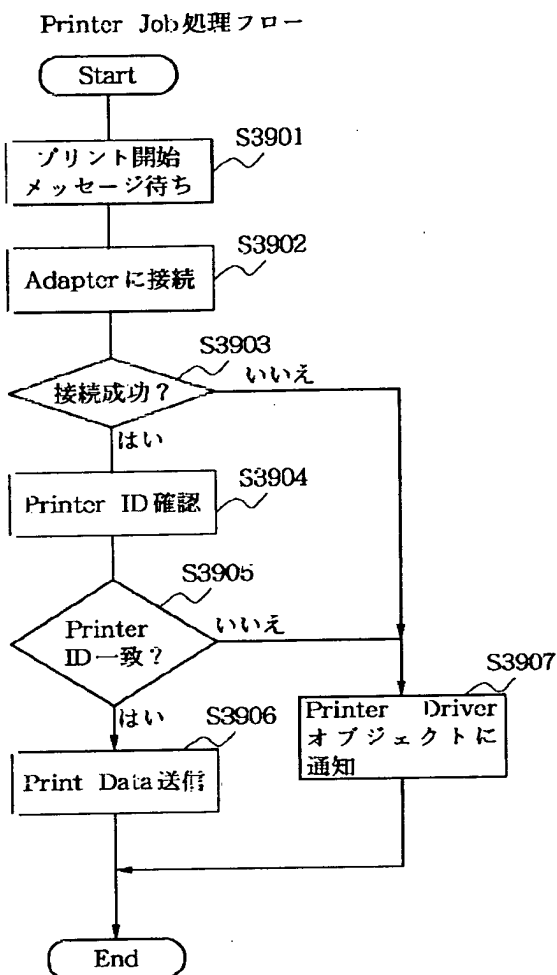 Printer Job処理フロー
Start
S3901
プリント開始
メッセージ待ち
S3902
Adapterに接続
S3903
接続成功?
いいえ
はい
S3904
Printer ID確認
S3905
Printer
ID一致?
いいえ
はい
S3906
Print Data送信
S3907
Printer Driver
オブジェクトに
通知
End